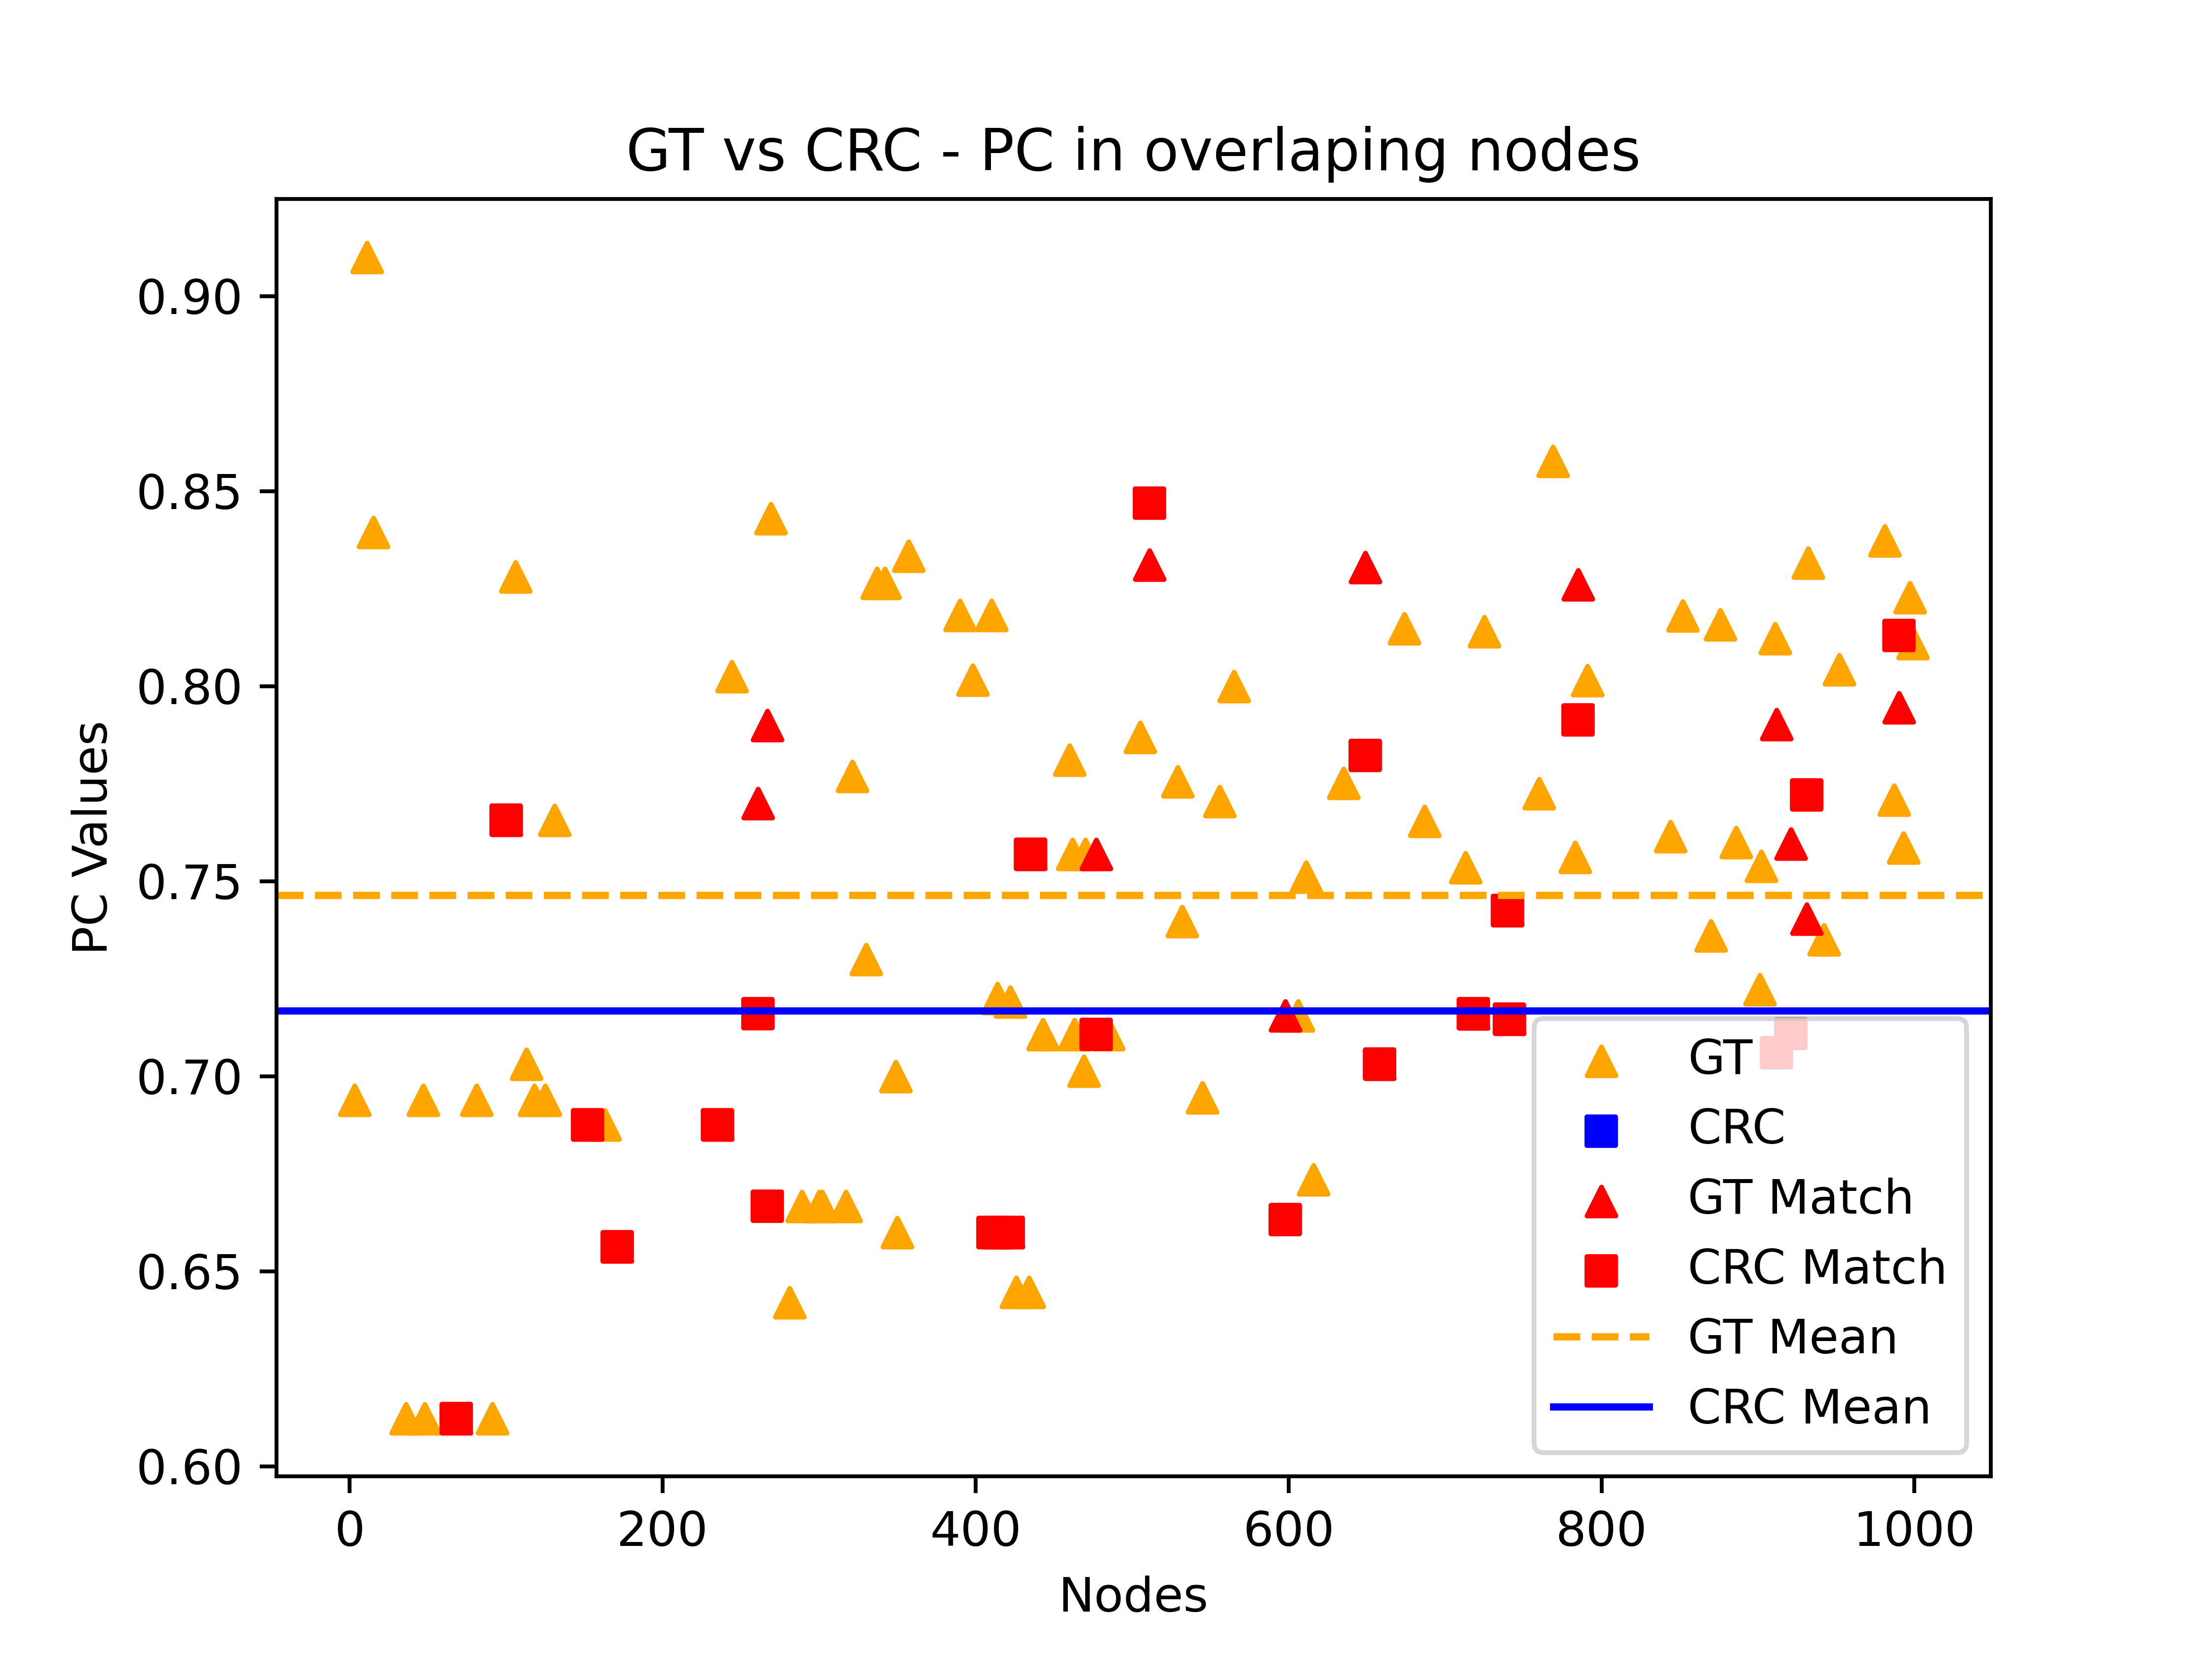 GT vs CRC - PC in overlaping nodes
PC Values
0.90
0.85
0.80
0.75
0.70
0.65
0.60
GT
CRC
GT Match
CRC Match
GT Mean
CRC Mean
0 200 400 600 800 1000
Nodes